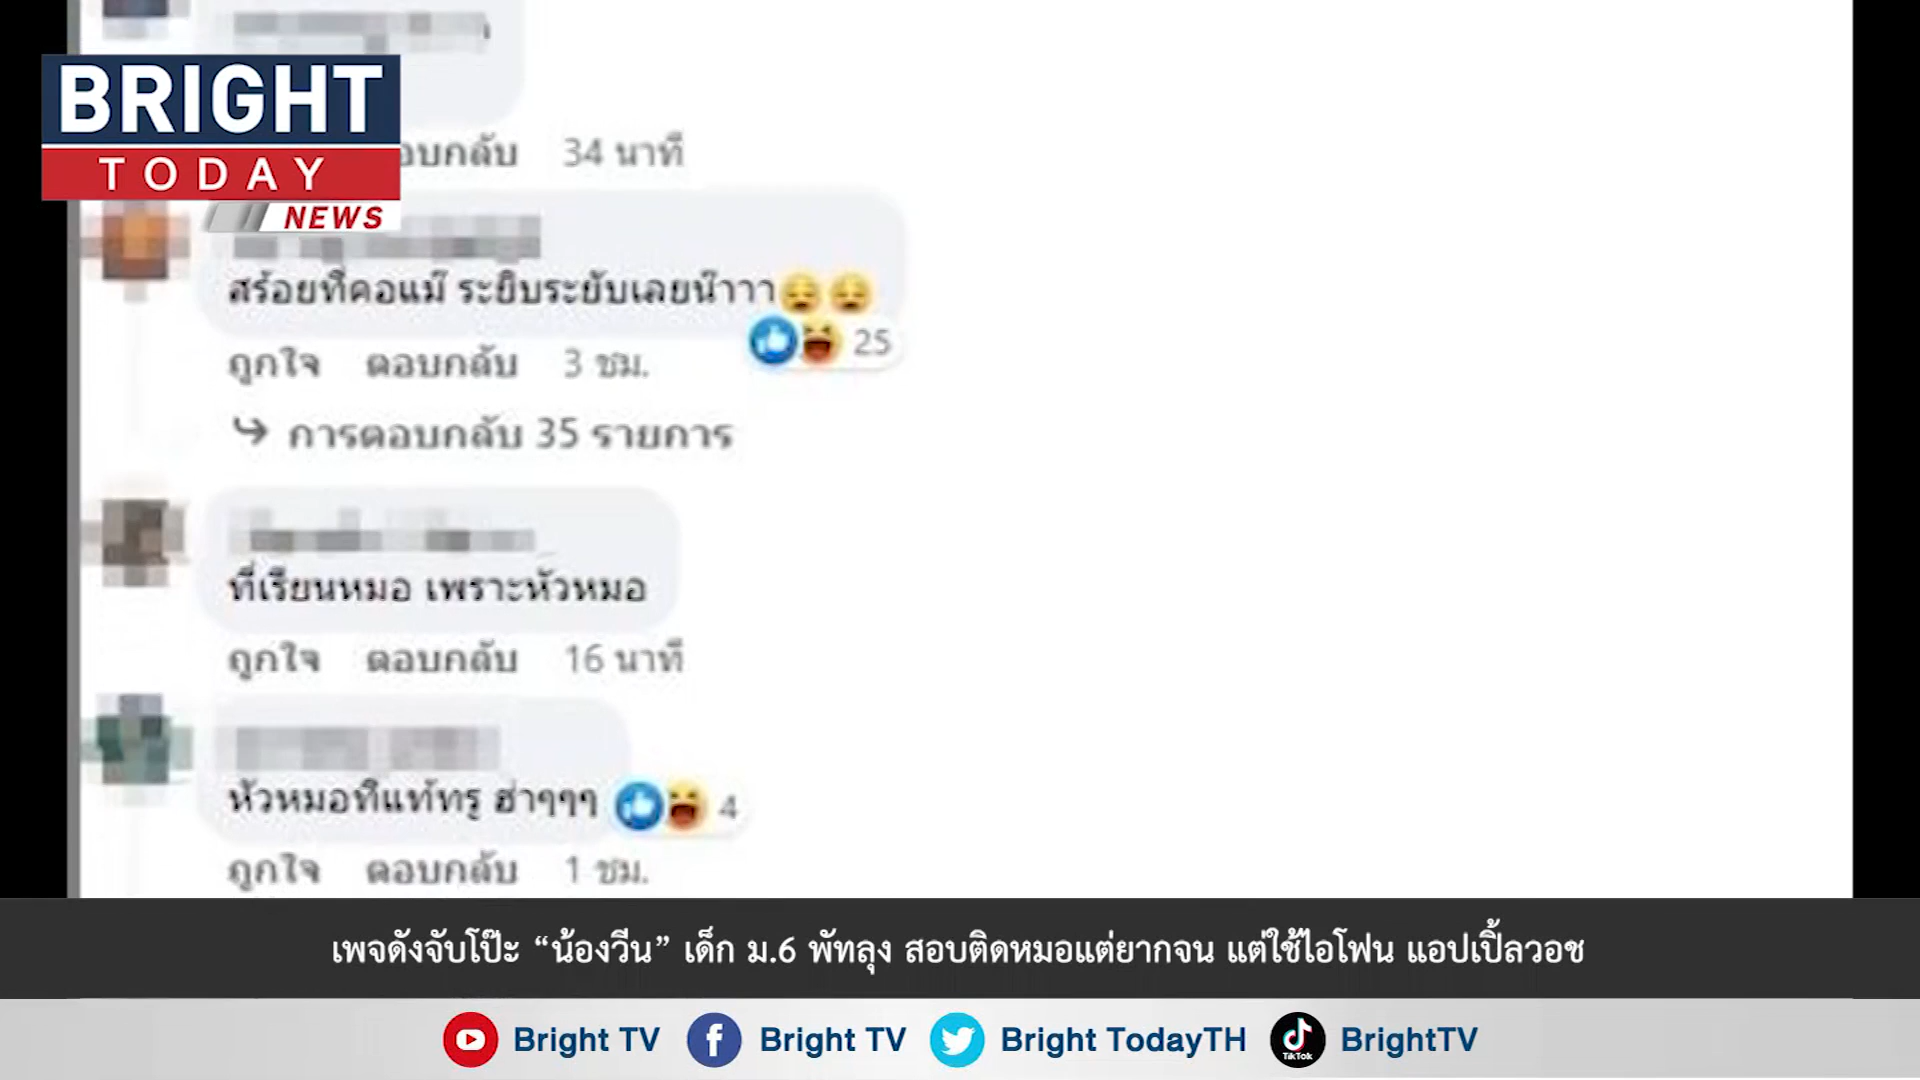 BRIGHT
TODAY
NEWS
อบกลับ 34 นาที
สร้อยที่คอแม่ ระยิบระยับเลยน๊าาา😔😔
25
ถูกใจ ตอบกลับ 3 ชม.
การตอบกลับ 35 รายการ
ที่เรียนหมอ เพราะหัวหมอ
ถูกใจ ตอบกลับ 16 นาที
หัวหมอที่แท้ทรู ฮ่าๆๆๆ
4
ถูกใจ ตอบกลับ 1 ชม.
เพจดังจับโป๊ะ “น้องวีน” เด็ก ม.6 พัทลุง สอบติดหมอแต่ยากจน แต่ใช้ไอโฟน แอปเปิ้ลวอช
Bright TV Bright TV Bright TodayTH TikTok BrightTV